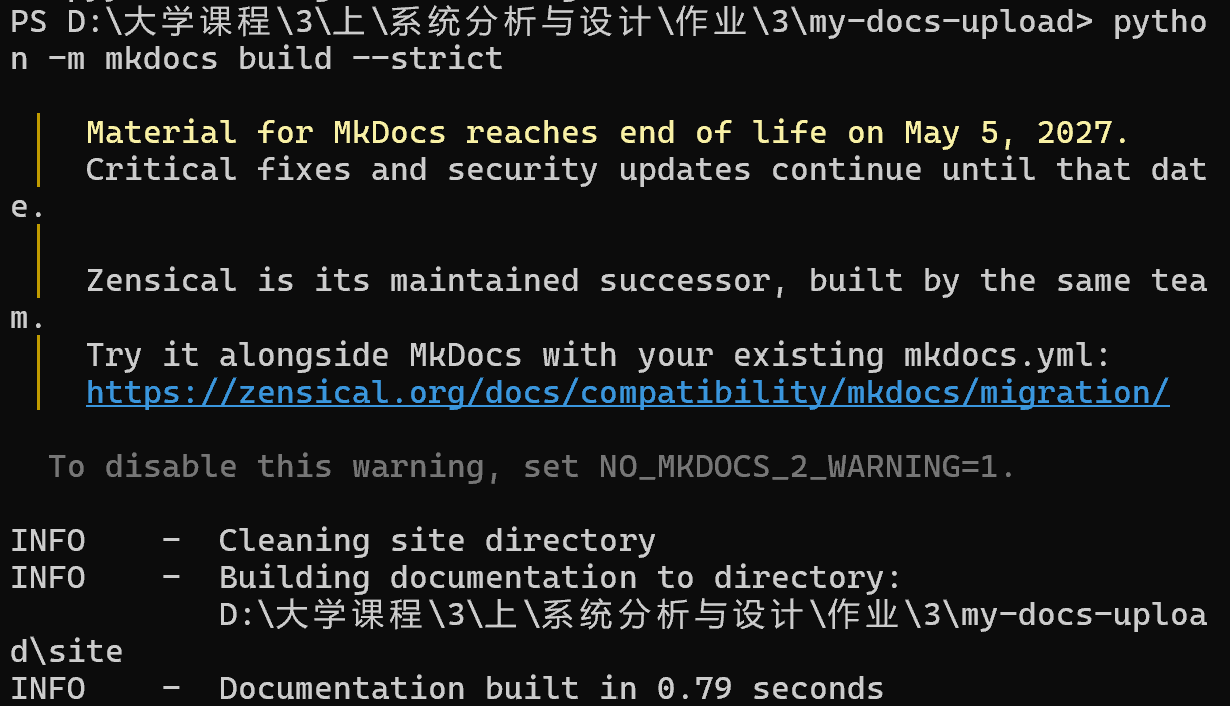 PS D:\大学课程\3\上\系统分析与设计\作业\3\my-docs-upload> pytho
n -m mkdocs build --strict
Material for MkDocs reaches end of life on May 5, 2027.
Critical fixes and security updates continue until that dat
e.
Zensical is its maintained successor, built by the same tea
m.
Try it alongside MkDocs with your existing mkdocs.yml:
https://zensical.org/docs/compatibility/mkdocs/migration/
To disable this warning, set NO_MKDOCS_2_WARNING=1.
INFO    -  Cleaning site directory
INFO    -  Building documentation to directory:
D:\大学课程\3\上\系统分析与设计\作业\3\my-docs-uploa
d\site
INFO    -  Documentation built in 0.79 seconds